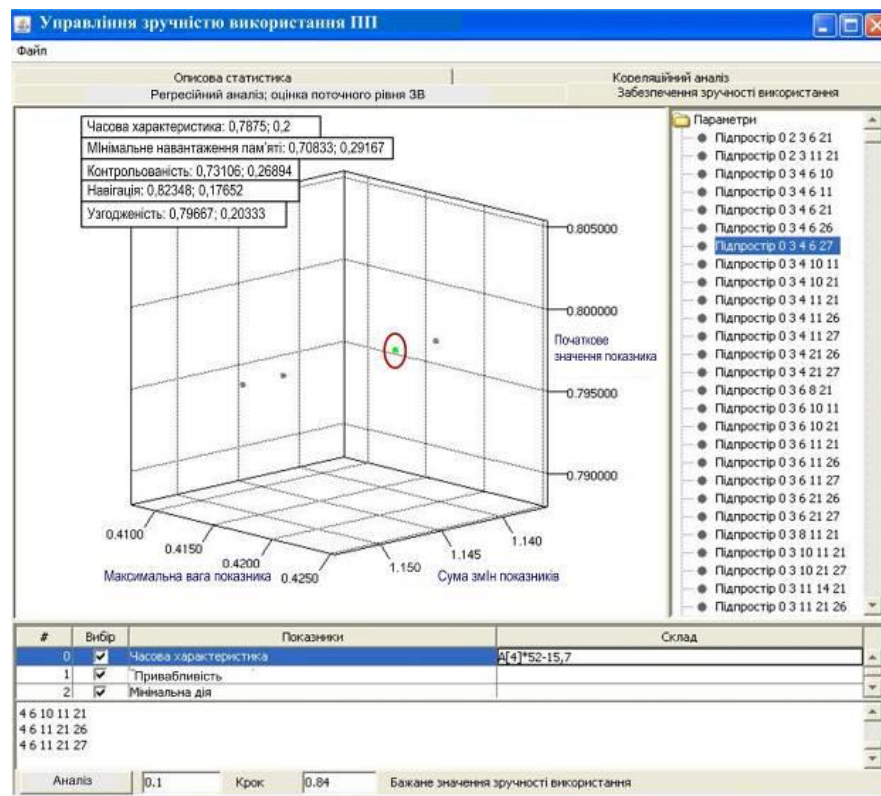 Управління зручністю використання ПП
Файл
Описова статистика
Кореляційний аналіз
Регресійний аналіз; оцінка поточного рівня ЗВ
Забезпечення зручності використання
Часова характеристика: 0,7875; 0,2
Мінімальне навантаження пам'яті: 0,70833; 0,29167
Контрольованість: 0,73106; 0,26894
Навігація: 0,82348; 0,17652
Узгодженість: 0,79667; 0,20333
0.805000
0.800000
Початкове
значення показника
0.795000
0.790000
0.4100
0.4150
0.4200
0.4250
1.150
1.145
1.140
Максимальна вага показника
Сума змІн показників
Параметри
Підпростір 0 2 3 6 21
Підпростір 0 2 3 11 21
Підпростір 0 3 4 6 10
Підпростір 0 3 4 6 11
Підпростір 0 3 4 6 21
Підпростір 0 3 4 6 26
Підпростір 0 3 4 6 27
Підпростір 0 3 4 10 11
Підпростір 0 3 4 10 21
Підпростір 0 3 4 11 21
Підпростір 0 3 4 11 26
Підпростір 0 3 4 11 27
Підпростір 0 3 4 21 26
Підпростір 0 3 4 21 27
Підпростір 0 3 6 8 21
Підпростір 0 3 6 10 11
Підпростір 0 3 6 10 21
Підпростір 0 3 6 11 21
Підпростір 0 3 6 11 26
Підпростір 0 3 6 11 27
Підпростір 0 3 6 21 26
Підпростір 0 3 6 21 27
Підпростір 0 3 8 11 21
Підпростір 0 3 10 11 21
Підпростір 0 3 10 21 27
Підпростір 0 3 11 14 21
Підпростір 0 3 11 21 26
# Вибір Показники Склад
0 Часова характеристика A[4]*52-15,7
1 Привабливість
2 Мінімальна дія
4 6 10 11 21
4 6 11 21 26
4 6 11 21 27
Аналіз 0.1 Крок 0.84 Бажане значення зручності використання